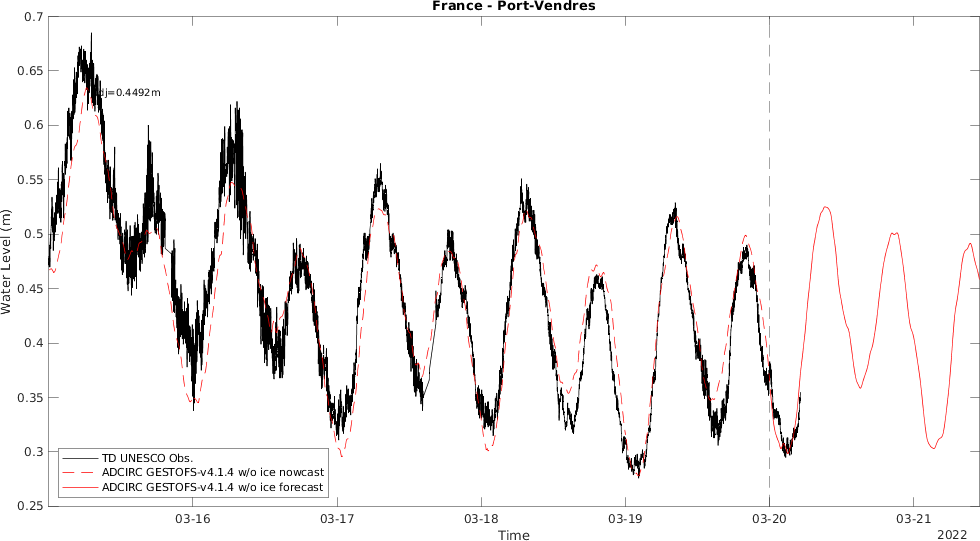 France - Port-Vendres
0.7
0.65
0.6
0.55
0.5
0.45
0.4
0.35
0.3
0.25
Water Level (m)
dj=0.4492m
TD UNESCO Obs.
ADCIRC GESTOFS-v4.1.4 w/o ice nowcast
ADCIRC GESTOFS-v4.1.4 w/o ice forecast
03-16
03-17
03-18
03-19
03-20
03-21
Time
2022